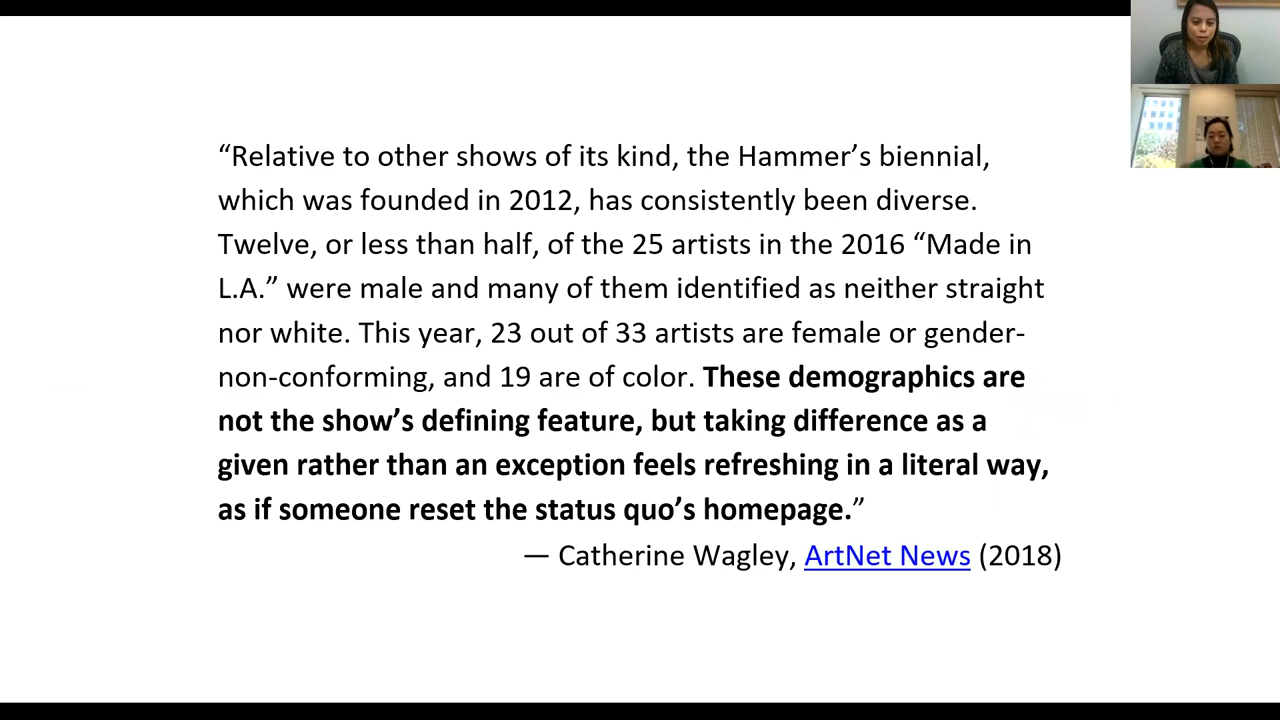 “Relative to other shows of its kind, the Hammer’s biennial,
which was founded in 2012, has consistently been diverse.
Twelve, or less than half, of the 25 artists in the 2016 “Made in
L.A.” were male and many of them identified as neither straight
nor white. This year, 23 out of 33 artists are female or gender-
non-conforming, and 19 are of color. These demographics are
not the show’s defining feature, but taking difference as a
given rather than an exception feels refreshing in a literal way,
as if someone reset the status quo’s homepage.”
— Catherine Wagley, ArtNet News (2018)